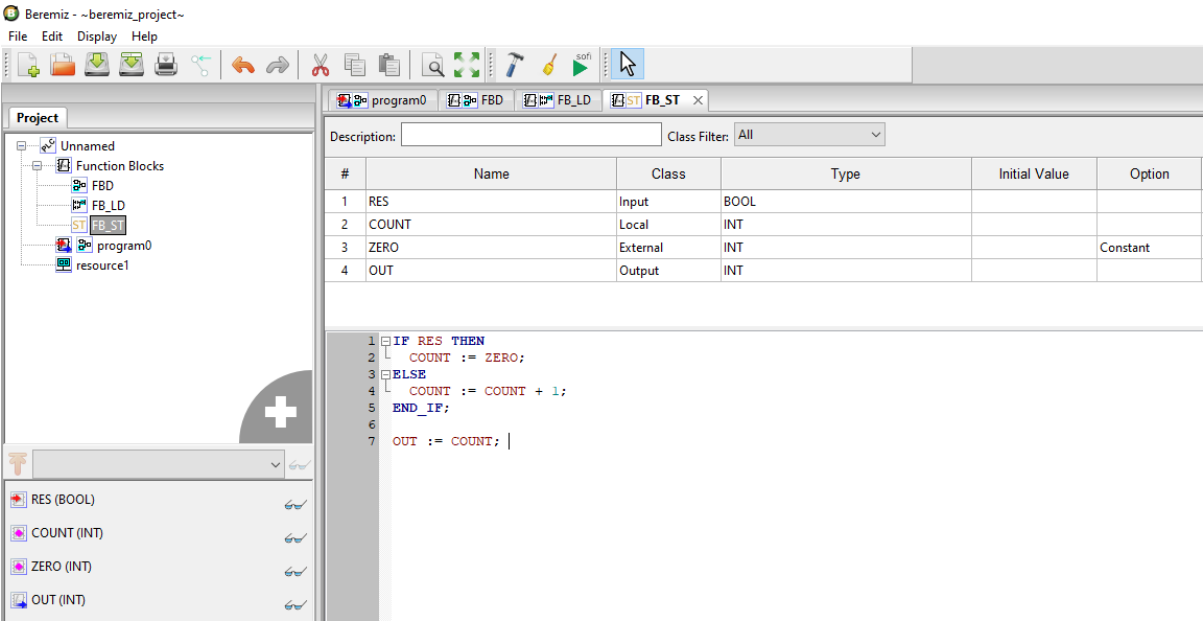 Beremiz - ~beremiz_project~
File Edit Display Help
sofi
program0 FBD FB_LD ST FB_ST
Project
Description: Class Filter: All
Unnamed
Function Blocks
FBD
FB_LD
ST FB_ST
program0
resource1
# Name Class Type Initial Value Option
1 RES Input BOOL
2 COUNT Local INT
3 ZERO External INT Constant
4 OUT Output INT
1 IF RES THEN
2 COUNT := ZERO;
3 ELSE
4 COUNT := COUNT + 1;
5 END_IF;
6
7 OUT := COUNT;
RES (BOOL)
COUNT (INT)
ZERO (INT)
OUT (INT)